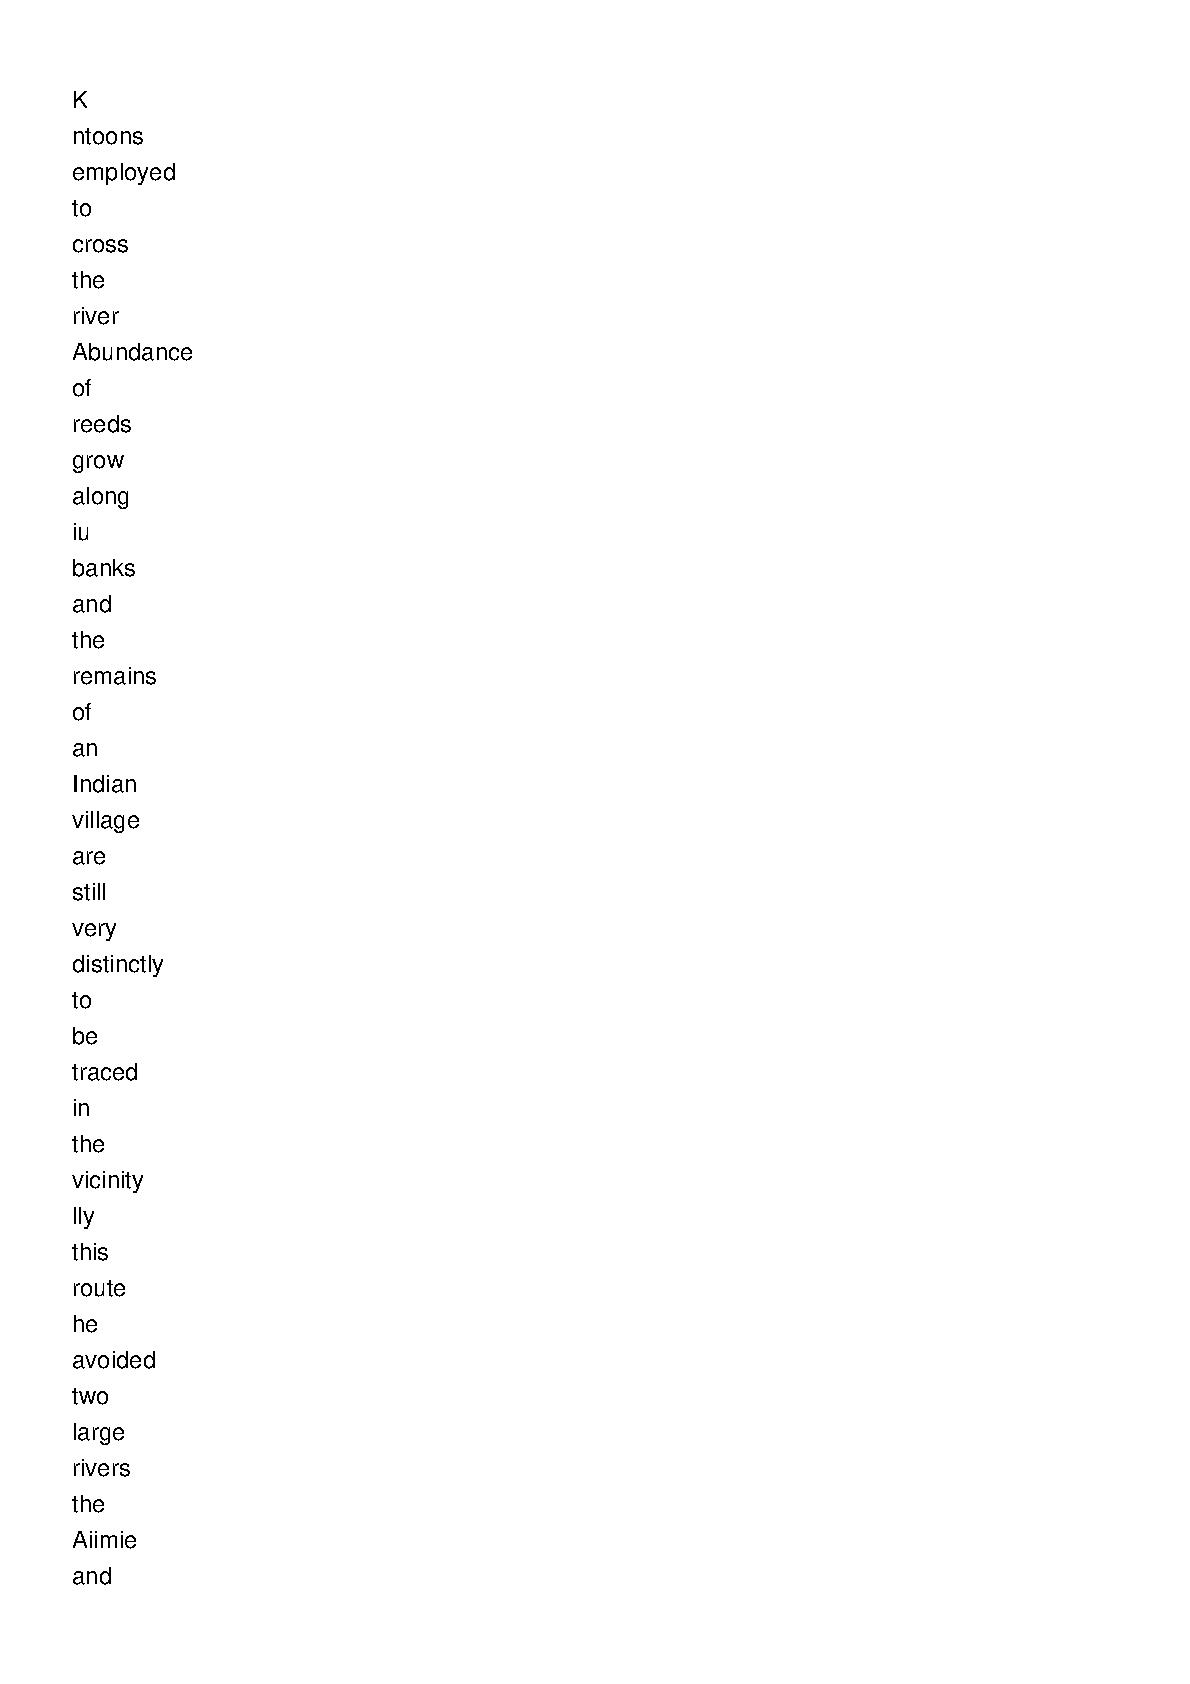 K
ntoons
employed
to
cross
the
river
Abundance
of
reeds
grow
along
iu
banks
and
the
remains
of
an
Indian
village
are
still
very
distinctly
to
be
traced
in
the
vicinity
lly
this
route
he
avoided
two
large
rivers
the
Aiimie
and